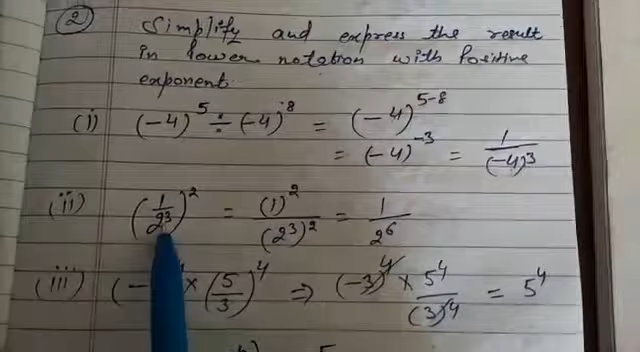 (2) Simplify and express the result
in lower notation with Positive
exponent.
(i) (-4)^5 ÷ (-4)^8 = (-4)^{5-8}
= (-4)^{-3} = 1/(-4)^3
(ii) (1/2^3)^2 = (1)^2/(2^3)^2 = 1/2^6
(iii) (- × (5/3)^4 ⇒ (-3)^4 × 5^4/(3)^4 = 5^4